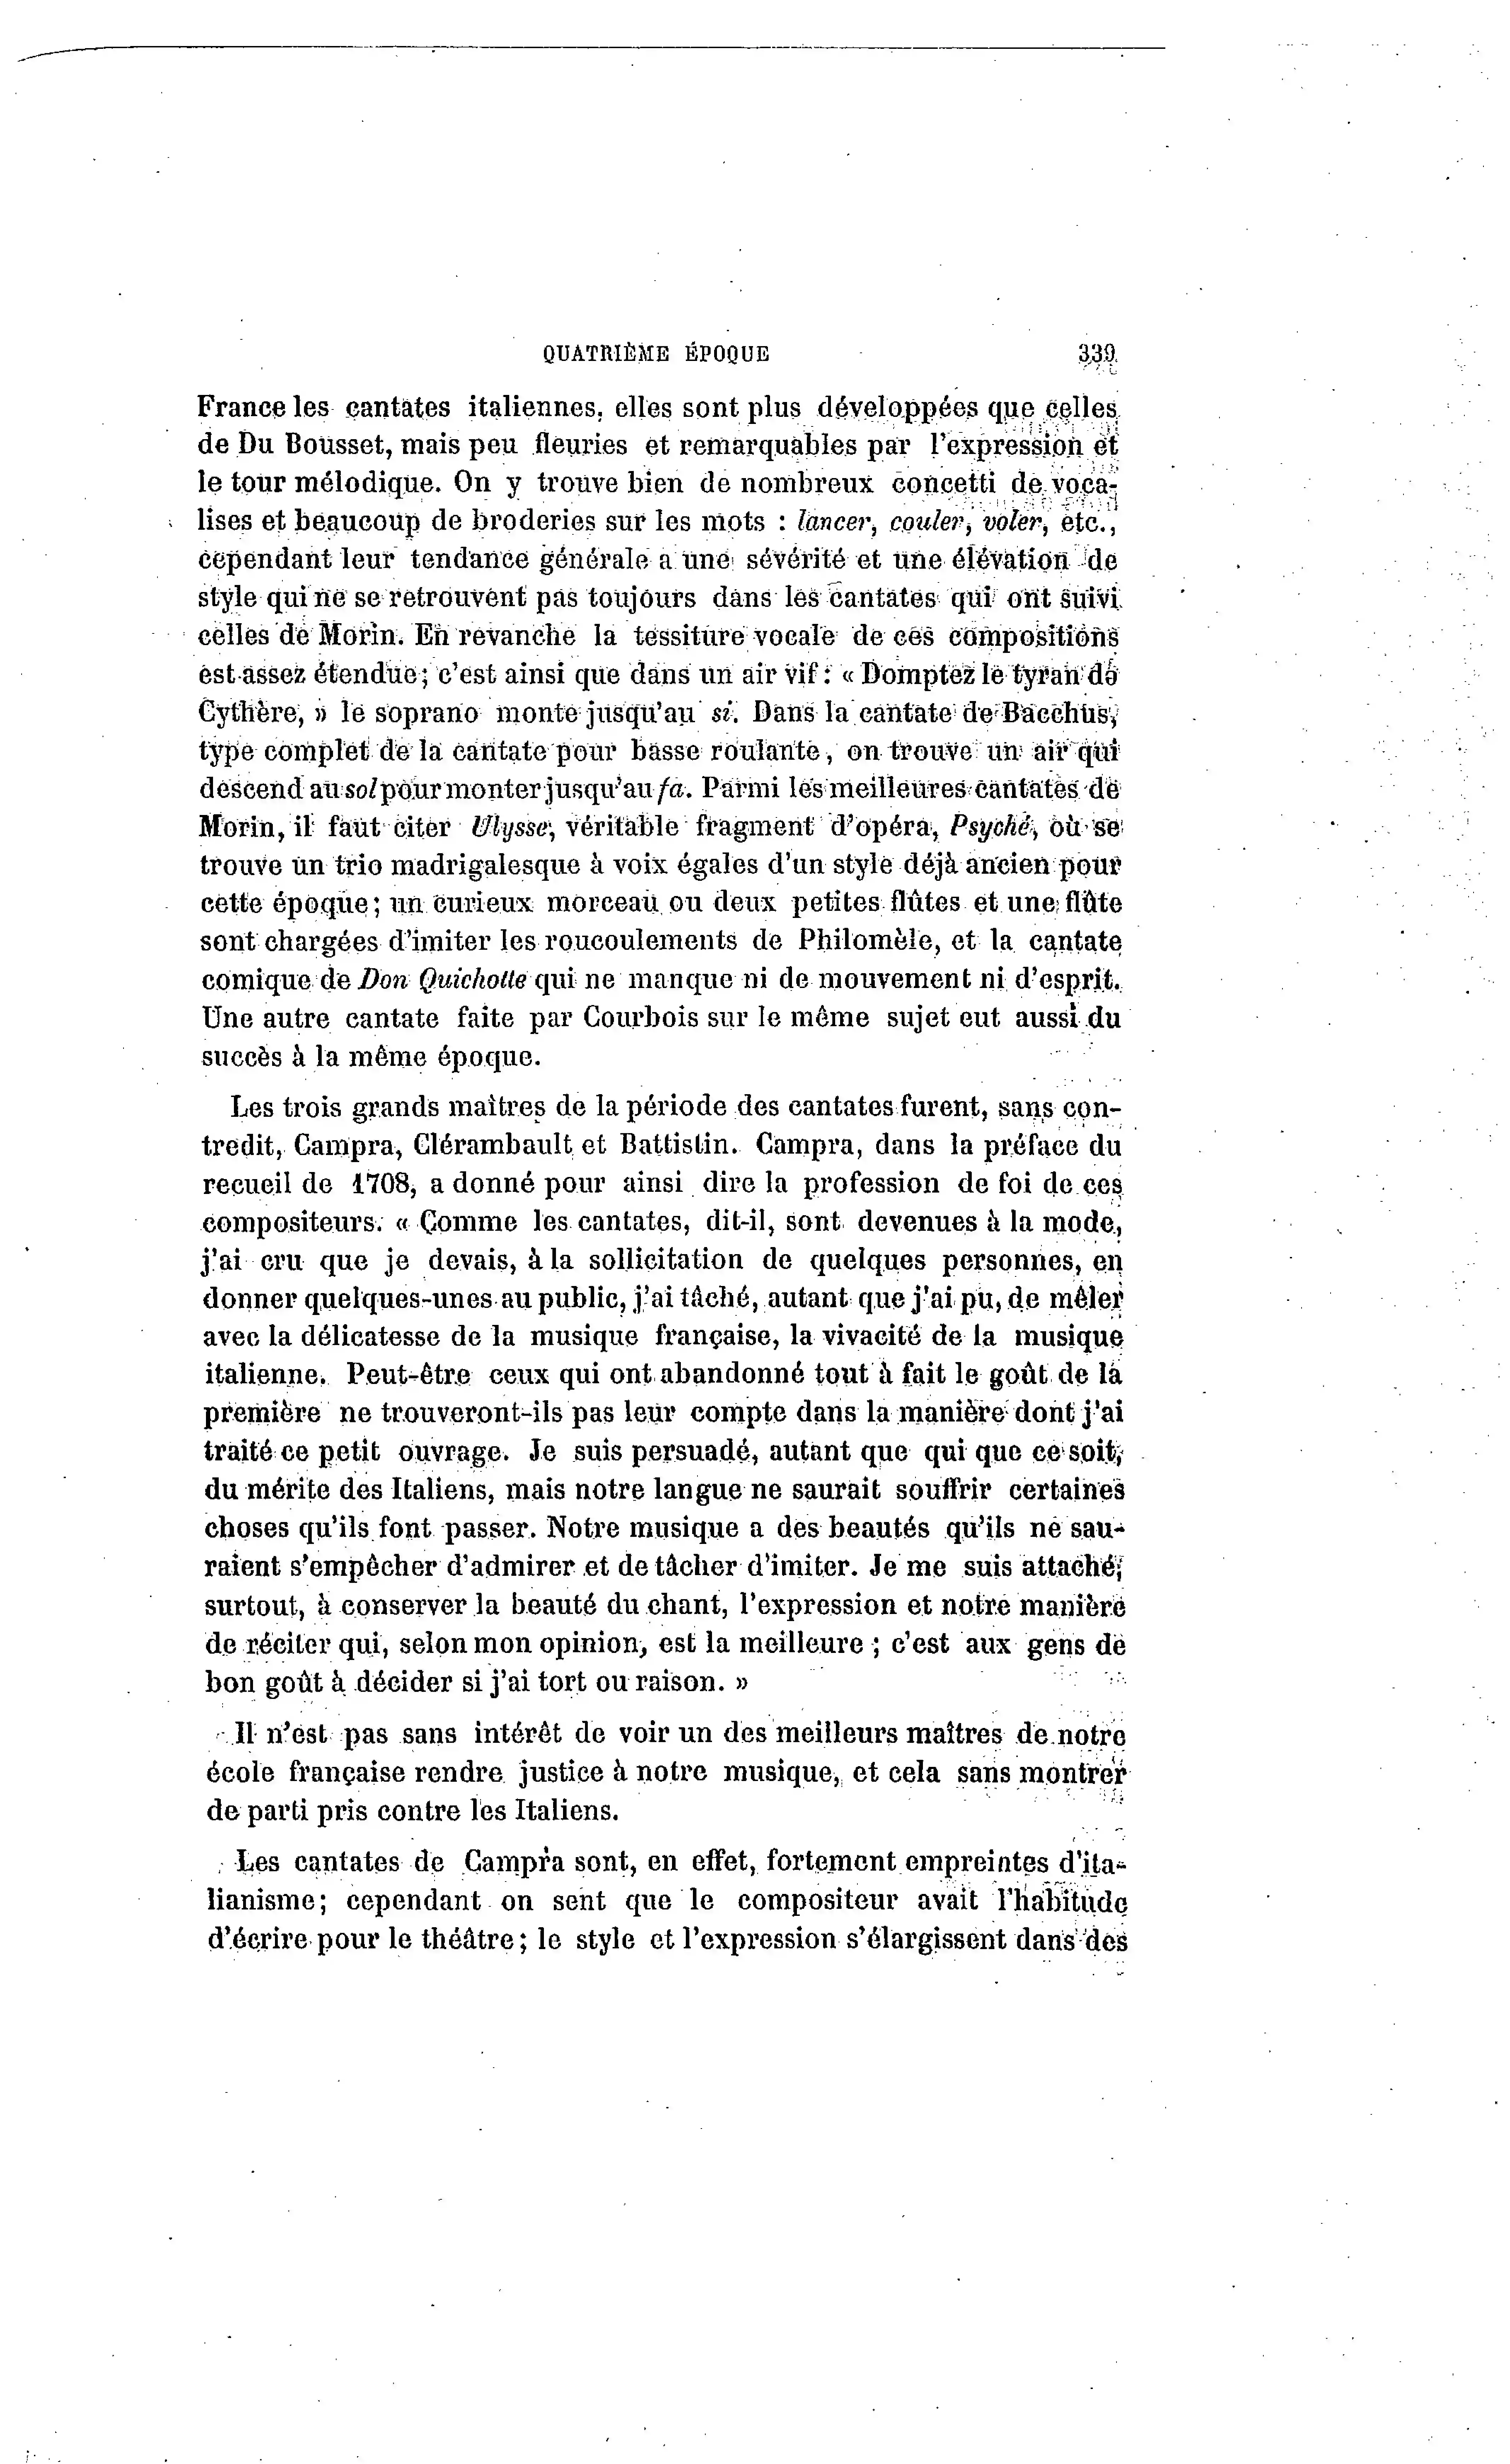 QUATRIÈME ÉPOQUE 339
France les cantates italiennes, elles sont plus développées que celles
de Du Bousset, mais peu fleuries et remarquables par l'expression et
le tour mélodique. On y trouve bien de nombreux concetti de voca-
lises et beaucoup de broderies sur les mots : lancer, couler, voler, etc.,
cependant leur tendance générale a une sévérité et une élévation de
style qui ne se retrouvent pas toujours dans les cantates qui ont suivi
celles de Morin. En revanche la tessiture vocale de ces compositions
est assez étendue; c'est ainsi que dans un air vif : « Domptez le tyran de
Cythère, » le soprano monte jusqu'au si. Dans la cantate de Bacchus,
type complet de la cantate pour basse roulante, on trouve un air qui
descend au sol pour monter jusqu'au fa. Parmi les meilleures cantates de
Morin, il faut citer Ulysse, véritable fragment d'opéra, Psyché, où se
trouve un trio madrigalesque à voix égales d'un style déjà ancien pour
cette époque; un curieux morceau ou deux petites flûtes et une flûte
sont chargées d'imiter les roucoulements de Philomèle, et la cantate
comique de Don Quichotte qui ne manque ni de mouvement ni d'esprit.
Une autre cantate faite par Courbois sur le même sujet eut aussi du
succès à la même époque.
Les trois grands maîtres de la période des cantates furent, sans con-
tredit, Campra, Clérambault et Battistin. Campra, dans la préface du
recueil de 1708, a donné pour ainsi dire la profession de foi de ces
compositeurs. « Comme les cantates, dit-il, sont devenues à la mode,
j'ai cru que je devais, à la sollicitation de quelques personnes, en
donner quelques-unes au public, j'ai tâché, autant que j'ai pu, de mêler
avec la délicatesse de la musique française, la vivacité de la musique
italienne. Peut-être ceux qui ont abandonné tout à fait le goût de la
première ne trouveront-ils pas leur compte dans la manière dont j'ai
traité ce petit ouvrage. Je suis persuadé, autant que qui que ce soit,
du mérite des Italiens, mais notre langue ne saurait souffrir certaines
choses qu'ils font passer. Notre musique a des beautés qu'ils ne sau-
raient s'empêcher d'admirer et de tâcher d'imiter. Je me suis attaché,
surtout, à conserver la beauté du chant, l'expression et notre manière
de réciter qui, selon mon opinion, est la meilleure ; c'est aux gens de
bon goût à décider si j'ai tort ou raison. »
Il n'est pas sans intérêt de voir un des meilleurs maîtres de notre
école française rendre justice à notre musique, et cela sans montrer
de parti pris contre les Italiens.
Les cantates de Campra sont, en effet, fortement empreintes d'ita-
lianisme; cependant on sent que le compositeur avait l'habitude
d'écrire pour le théâtre; le style et l'expression s'élargissent dans des